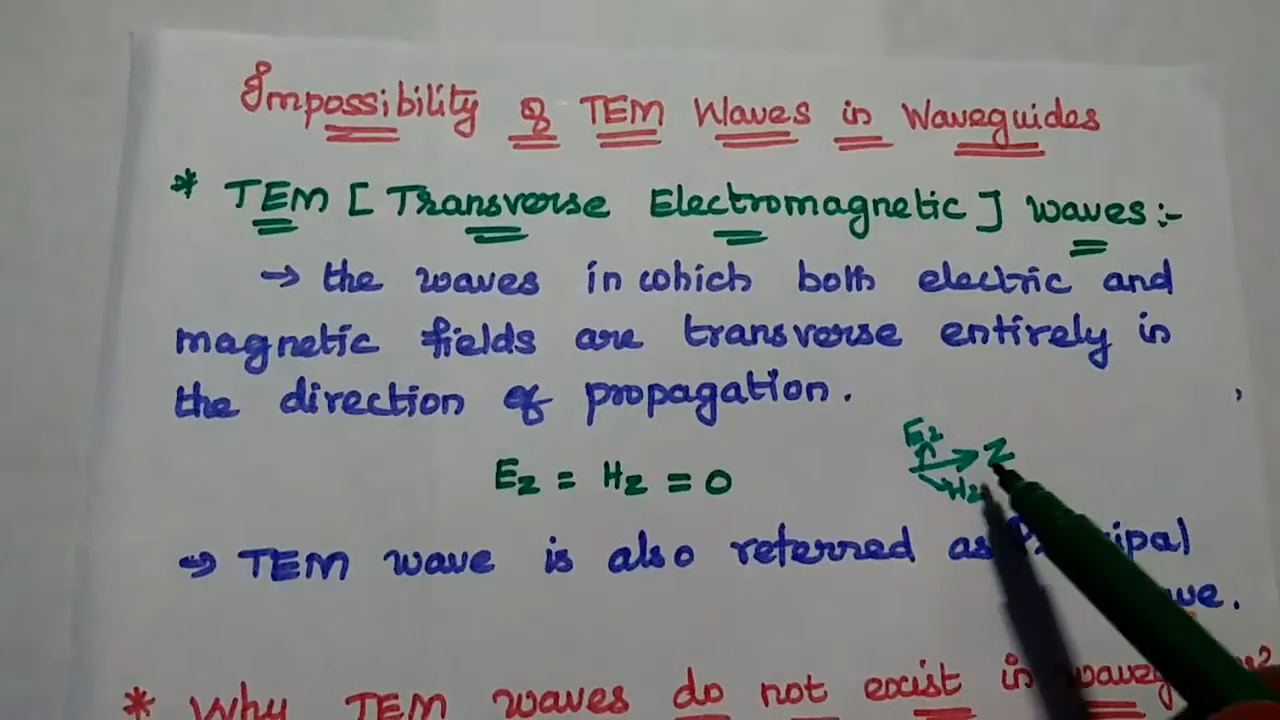 Impossibility of TEM Waves in Waveguides
* TEM [Transverse Electromagnetic] waves:-
→ the waves in which both electric and
magnetic fields are transverse entirely in
the direction of propagation.
Ez
Z
Hz
Ez = Hz = 0
⇒ TEM wave is also referred as
* Why TEM waves do not exist in